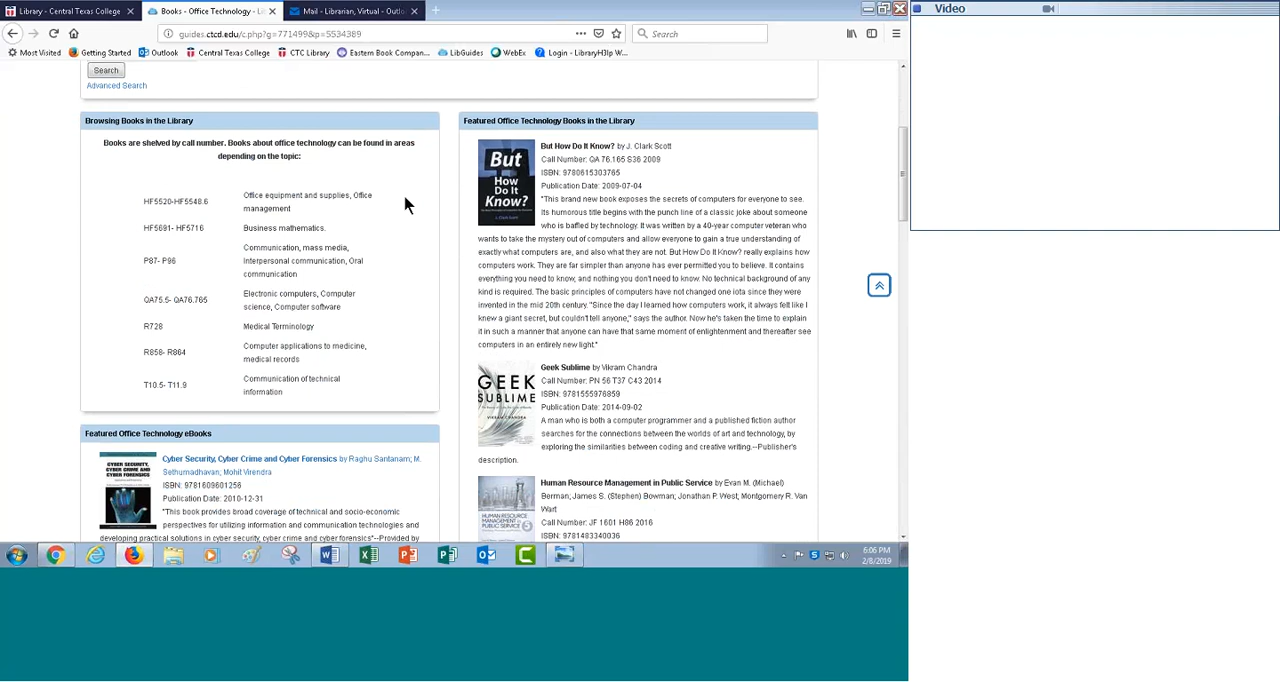 Library - Central Texas College
Books - Office Technology - Li
Mail - Librarian, Virtual - Outlo
Video
guides.ctcd.edu/c.php?g=771499&p=5534389
Search
Most Visited Getting Started Outlook Central Texas College CTC Library Eastern Book Compan... LibGuides WebEx Login - LibraryH3lp W...
Search
Advanced Search
Browsing Books in the Library
Books are shelved by call number. Books about office technology can be found in areas
depending on the topic:
HF5520-HF5548.6
Office equipment and supplies, Office
management
HF5691- HF5716
Business mathematics.
P87- P96
Communication, mass media,
Interpersonal communication, Oral
communication
QA75.5- QA76.765
Electronic computers, Computer
science, Computer software
R728
Medical Terminology
R858- R864
Computer applications to medicine,
medical records
T10.5- T11.9
Communication of technical
information
Featured Office Technology eBooks
CYBER SECURITY,
CYBER CRIME AND
CYBER FORENSICS
Cyber Security, Cyber Crime and Cyber Forensics by Raghu Santanam; M.
Sethumadhavan; Mohit Virendra
ISBN: 9781609601256
Publication Date: 2010-12-31
"This book provides broad coverage of technical and socio-economic
perspectives for utilizing information and communication technologies and
developing practical solutions in cyber security, cyber crime and cyber forensics"--Provided by
Featured Office Technology Books in the Library
But
How
Do It
Know?
But How Do It Know? by J. Clark Scott
Call Number: QA 76.165 S36 2009
ISBN: 9780615303765
Publication Date: 2009-07-04
"This brand new book exposes the secrets of computers for everyone to see.
Its humorous title begins with the punch line of a classic joke about someone
who is baffled by technology. It was written by a 40-year computer veteran who
wants to take the mystery out of computers and allow everyone to gain a true understanding of
exactly what computers are, and also what they are not. But How Do It Know? really explains how
computers work. They are far simpler than anyone has ever permitted you to believe. It contains
everything you need to know, and nothing you don't need to know. No technical background of any
kind is required. The basic principles of computers have not changed one iota since they were
invented in the mid 20th century. "Since the day I learned how computers work, it always felt like I
knew a giant secret, but couldn't tell anyone," says the author. Now he's taken the time to explain
it in such a manner that anyone can have that same moment of enlightenment and thereafter see
computers in an entirely new light."
GEEK
SUBLIME
VIKRAM CHANDRA
Geek Sublime by Vikram Chandra
Call Number: PN 56 T37 C43 2014
ISBN: 9781555976859
Publication Date: 2014-09-02
A man who is both a computer programmer and a published fiction author
searches for the connections between the worlds of art and technology, by
exploring the similarities between coding and creative writing.--Publisher's
description.
HUMAN RESOURCE
MANAGEMENT IN
PUBLIC SERVICE
Human Resource Management in Public Service by Evan M. (Michael)
Berman; James S. (Stephen) Bowman; Jonathan P. West; Montgomery R. Van
Wart
Call Number: JF 1601 H86 2016
ISBN: 9781483340036
6:06 PM
2/8/2019